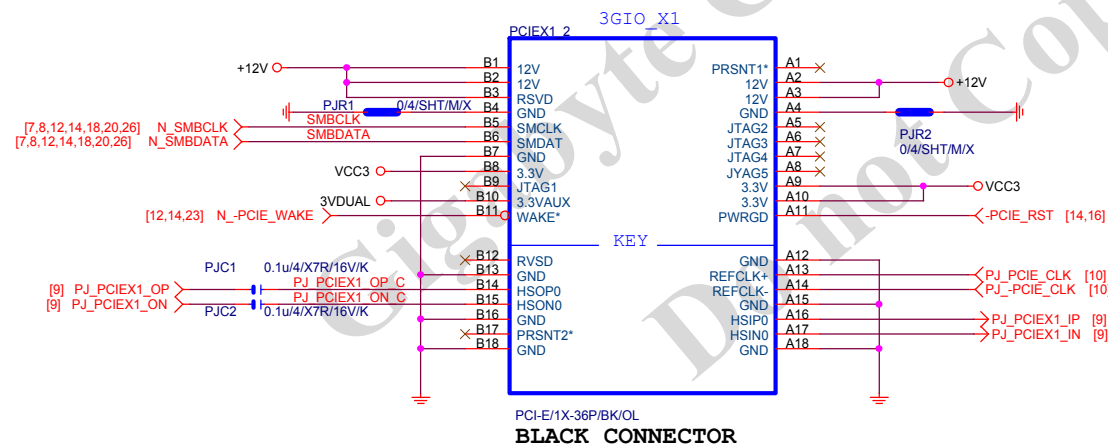 3GIO_X1
PCIEX1_2
+12V
B1 12V PRSNT1* A1
B2 12V 12V A2 +12V
B3 RSVD 12V A3
PJR1 0/4/SHT/M/X B4 GND GND A4
[7,8,12,14,18,20,26] N_SMBCLK SMBCLK B5 SMCLK JTAG2 A5 PJR2
[7,8,12,14,18,20,26] N_SMBDATA SMBDATA B6 SMDAT JTAG3 A6 0/4/SHT/M/X
B7 GND JTAG4 A7
VCC3 B8 3.3V JYAG5 A8
B9 JTAG1 3.3V A9 VCC3
3VDUAL B10 3.3VAUX 3.3V A10
[12,14,23] N_-PCIE_WAKE B11 WAKE* PWRGD A11 -PCIE_RST [14,16]
KEY
B12 RVSD GND A12
B13 GND REFCLK+ A13 PJ_PCIE_CLK [10]
PJC1 0.1u/4/X7R/16V/K
[9] PJ_PCIEX1_OP PJ_PCIEX1_OP_C B14 HSOP0 REFCLK- A14 PJ_-PCIE_CLK [10]
[9] PJ_PCIEX1_ON PJ_PCIEX1_ON_C B15 HSON0 GND A15
PJC2 0.1u/4/X7R/16V/K
B16 GND HSIP0 A16 PJ_PCIEX1_IP [9]
B17 PRSNT2* HSIN0 A17 PJ_PCIEX1_IN [9]
B18 GND GND A18
PCI-E/1X-36P/BK/OL
BLACK CONNECTOR
Gigabyte
Do not